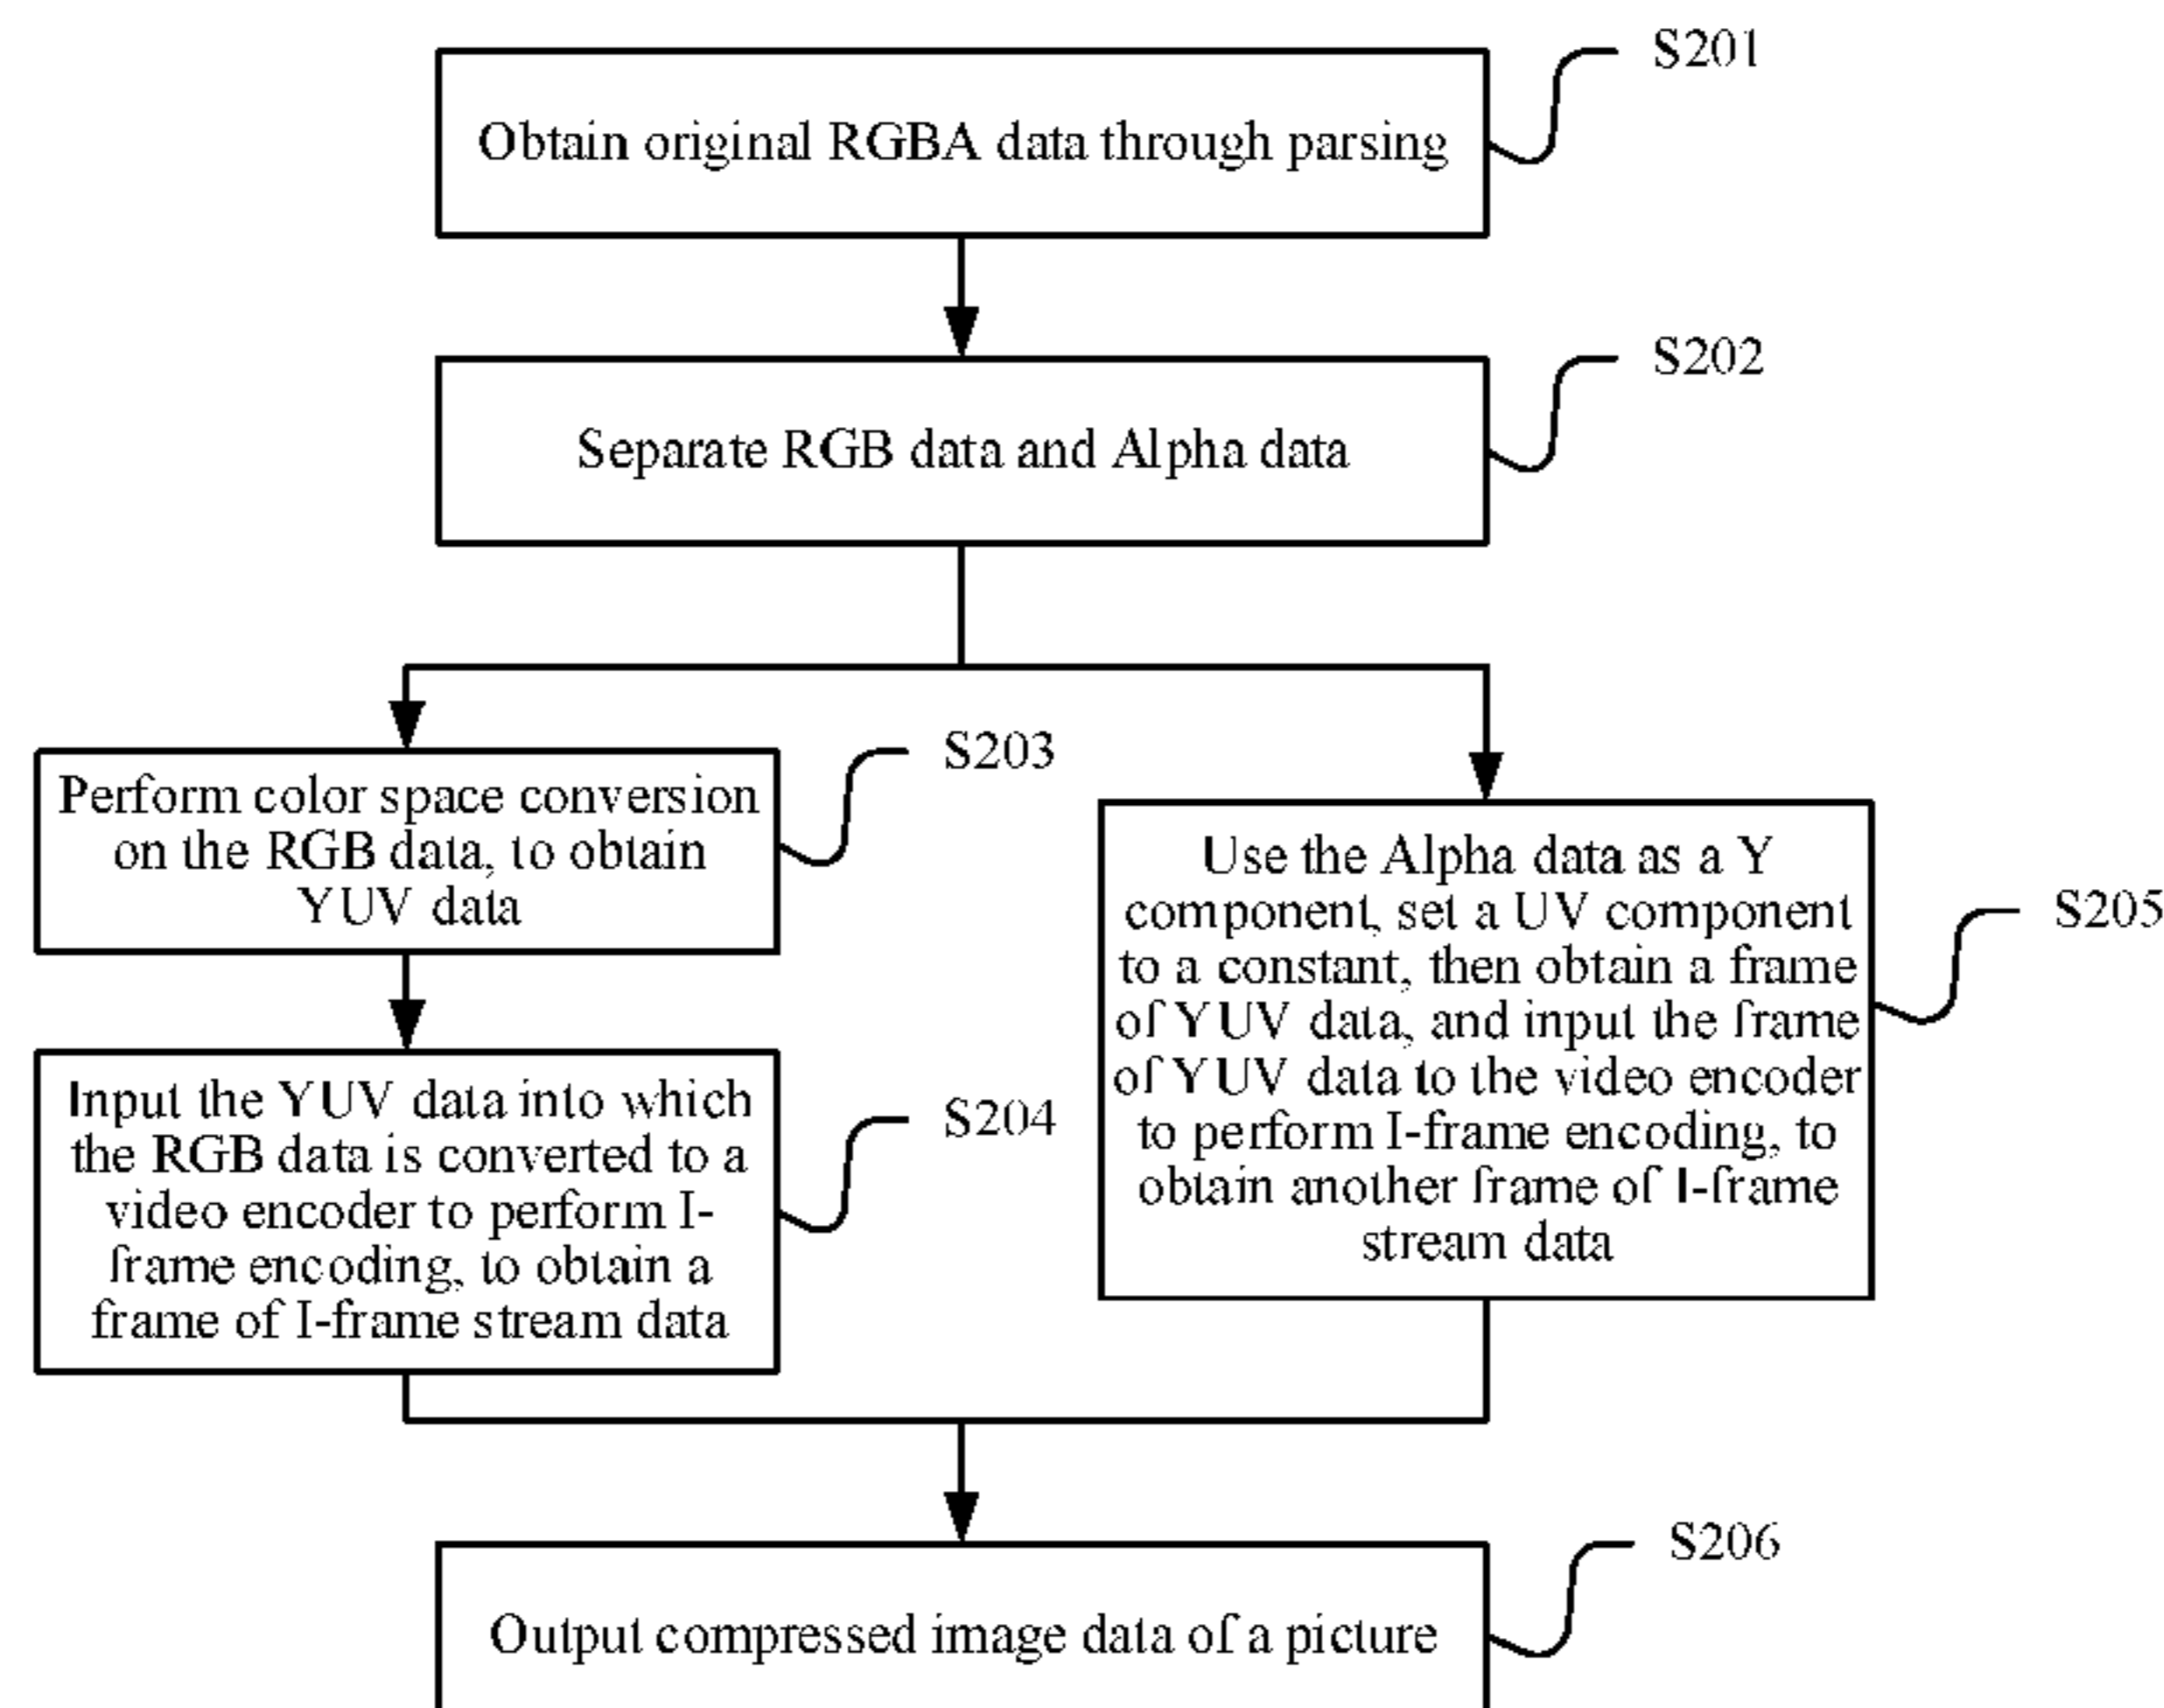 S201
Obtain original RGBA data through parsing
S202
Separate RGB data and Alpha data
S203
Perform color space conversion
on the RGB data, to obtain
YUV data
S204
Input the YUV data into which
the RGB data is converted to a
video encoder to perform I-
frame encoding, to obtain a
frame of I-frame stream data
S205
Use the Alpha data as a Y
component, set a UV component
to a constant, then obtain a frame
of YUV data, and input the frame
of YUV data to the video encoder
to perform I-frame encoding, to
obtain another frame of I-frame
stream data
S206
Output compressed image data of a picture